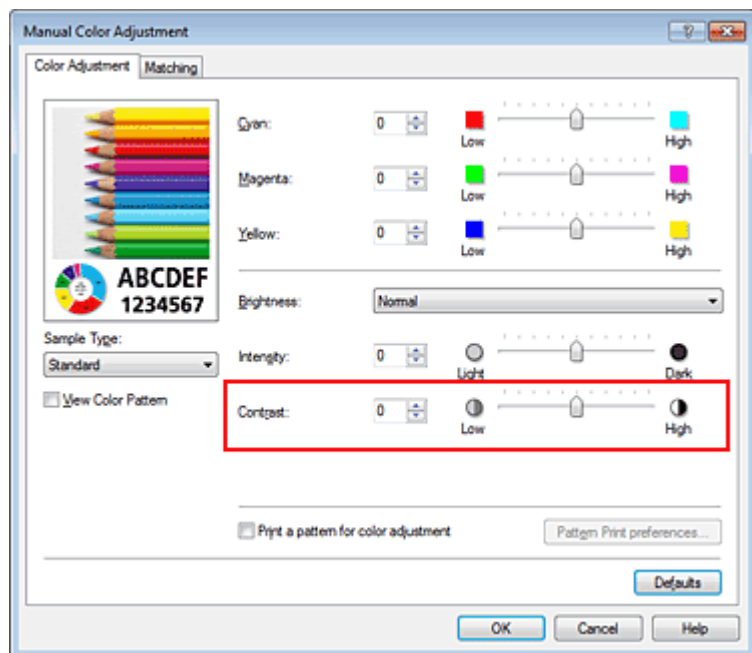 Manual Color Adjustment
Color Adjustment
Matching
Cyan:
0
Low
High
Magenta:
0
Low
High
Yellow:
0
Low
High
ABCDEF
1234567
Brightness:
Normal
Sample Type:
Standard
Intensity:
0
Light
Dark
View Color Pattern
Contrast:
0
Low
High
Print a pattern for color adjustment
Pattern Print preferences...
Defaults
OK
Cancel
Help